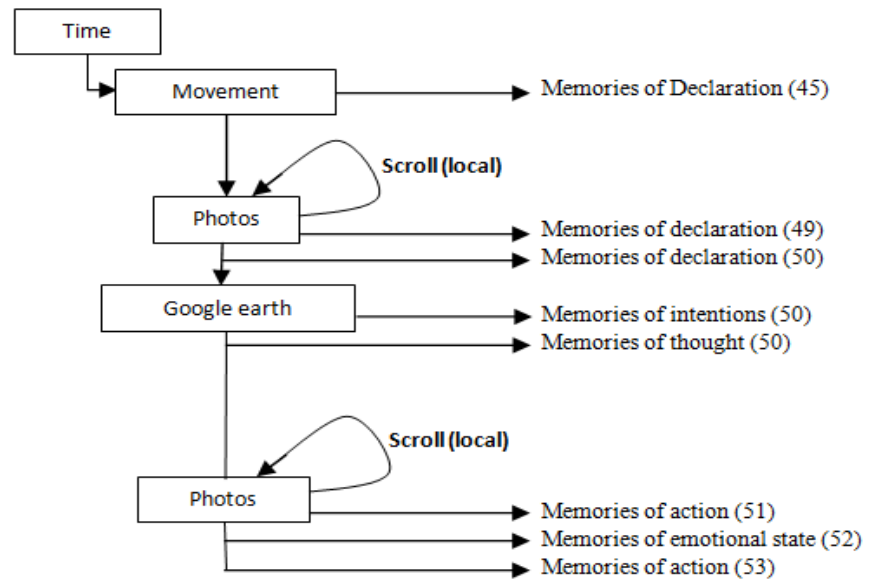 Time
Movement
Memories of Declaration (45)
Scroll (local)
Photos
Memories of declaration (49)
Memories of declaration (50)
Google earth
Memories of intentions (50)
Memories of thought (50)
Scroll (local)
Photos
Memories of action (51)
Memories of emotional state (52)
Memories of action (53)